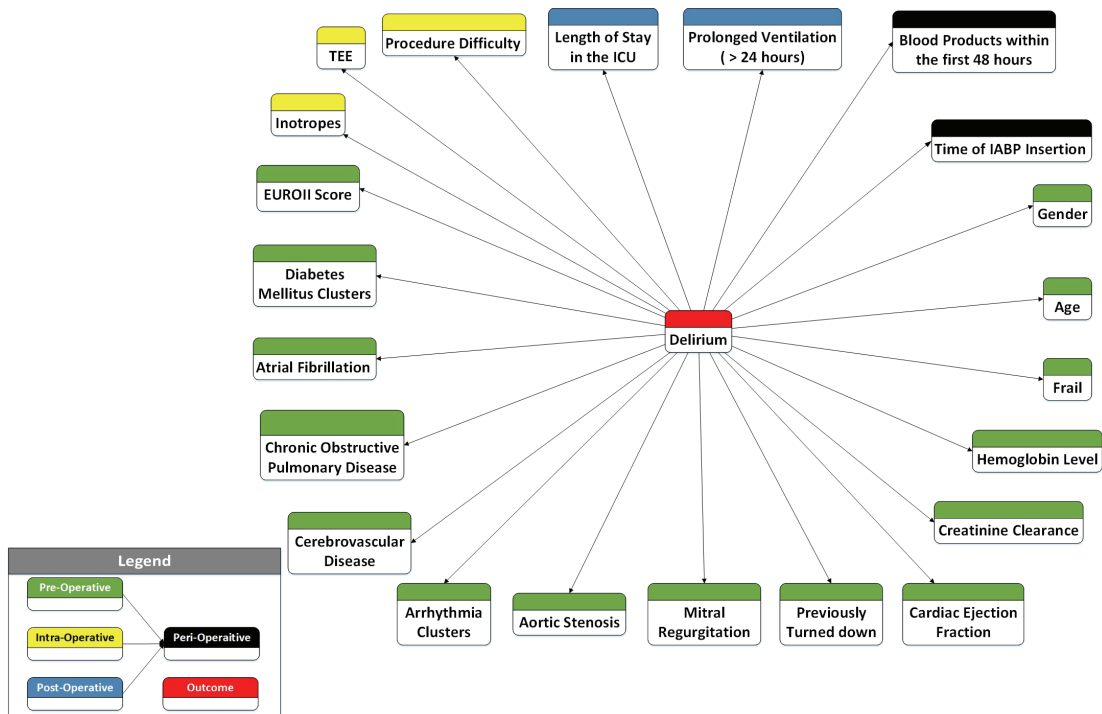 TEE
Procedure Difficulty
Length of Stay
in the ICU
Prolonged Ventilation
( > 24 hours)
Blood Products within
the first 48 hours
Inotropes
Time of IABP Insertion
EUROII Score
Gender
Diabetes
Mellitus Clusters
Age
Delirium
Atrial Fibrillation
Frail
Chronic Obstructive
Pulmonary Disease
Hemoglobin Level
Cerebrovascular
Disease
Creatinine Clearance
Arrhythmia
Clusters
Aortic Stenosis
Mitral
Regurgitation
Previously
Turned down
Cardiac Ejection
Fraction
Legend
Pre-Operative
Intra-Operative
Peri-Operaitive
Post-Operative
Outcome